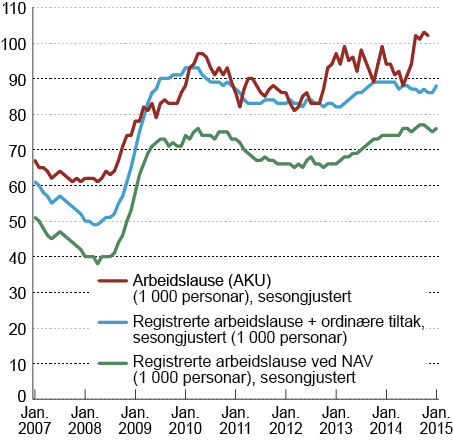 110
100
90
80
70
60
50
40
30
20
10
0
Arbeidslause (AKU)
(1 000 personar), sesongjustert
Registrerte arbeidslause + ordinære tiltak,
sesongjustert (1 000 personar)
Registrerte arbeidslause ved NAV
(1 000 personar), sesongjustert
Jan. Jan. Jan. Jan. Jan. Jan. Jan. Jan. Jan.
2007 2008 2009 2010 2011 2012 2013 2014 2015